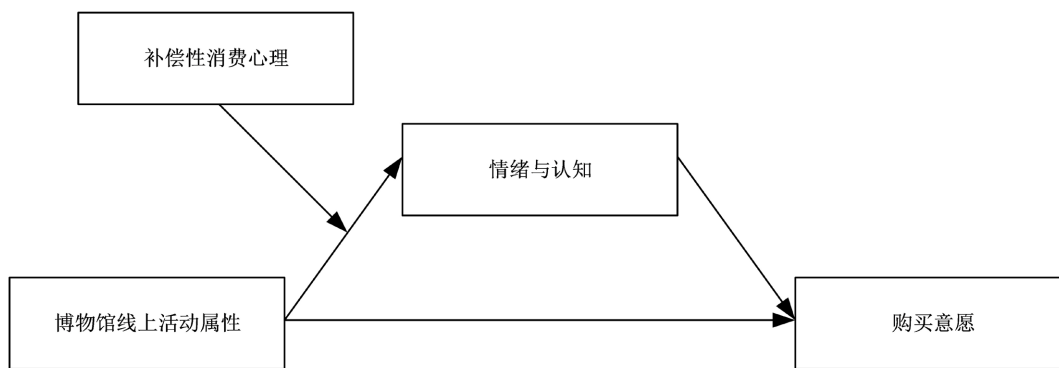 补偿性消费心理
情绪与认知
博物馆线上活动属性
购买意愿